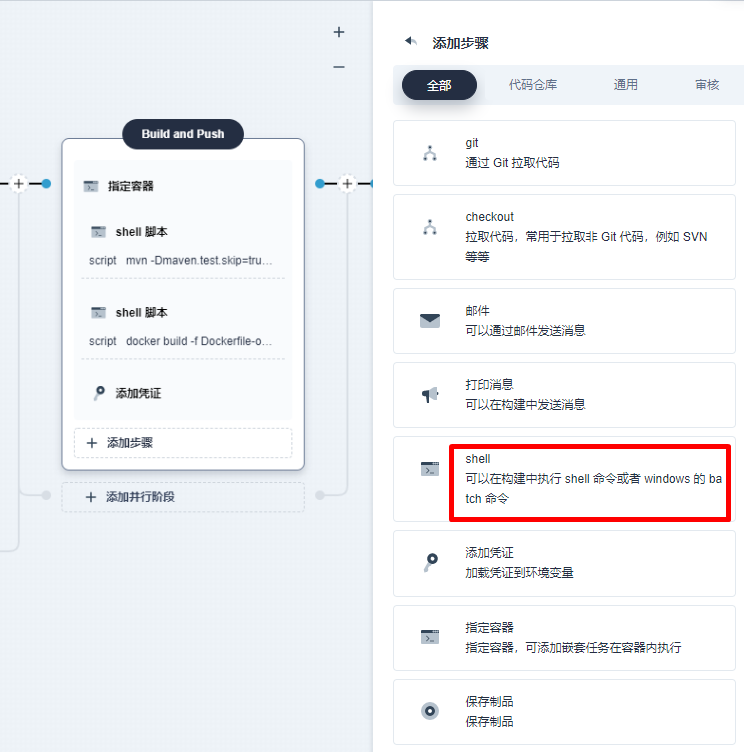 Build and Push
指定容器
shell 脚本
script mvn -Dmaven.test.skip=tru...
shell 脚本
script docker build -f Dockerfile-o...
添加凭证
添加步骤
添加并行阶段
添加步骤
全部 代码仓库 通用 审核
git
通过 Git 拉取代码
checkout
拉取代码，常用于拉取非 Git 代码，例如 SVN
等等
邮件
可以通过邮件发送消息
打印消息
可以在构建中发送消息
shell
可以在构建中执行 shell 命令或者 windows 的 ba
tch 命令
添加凭证
加载凭证到环境变量
指定容器
指定容器，可添加嵌套任务在容器内执行
保存制品
保存制品